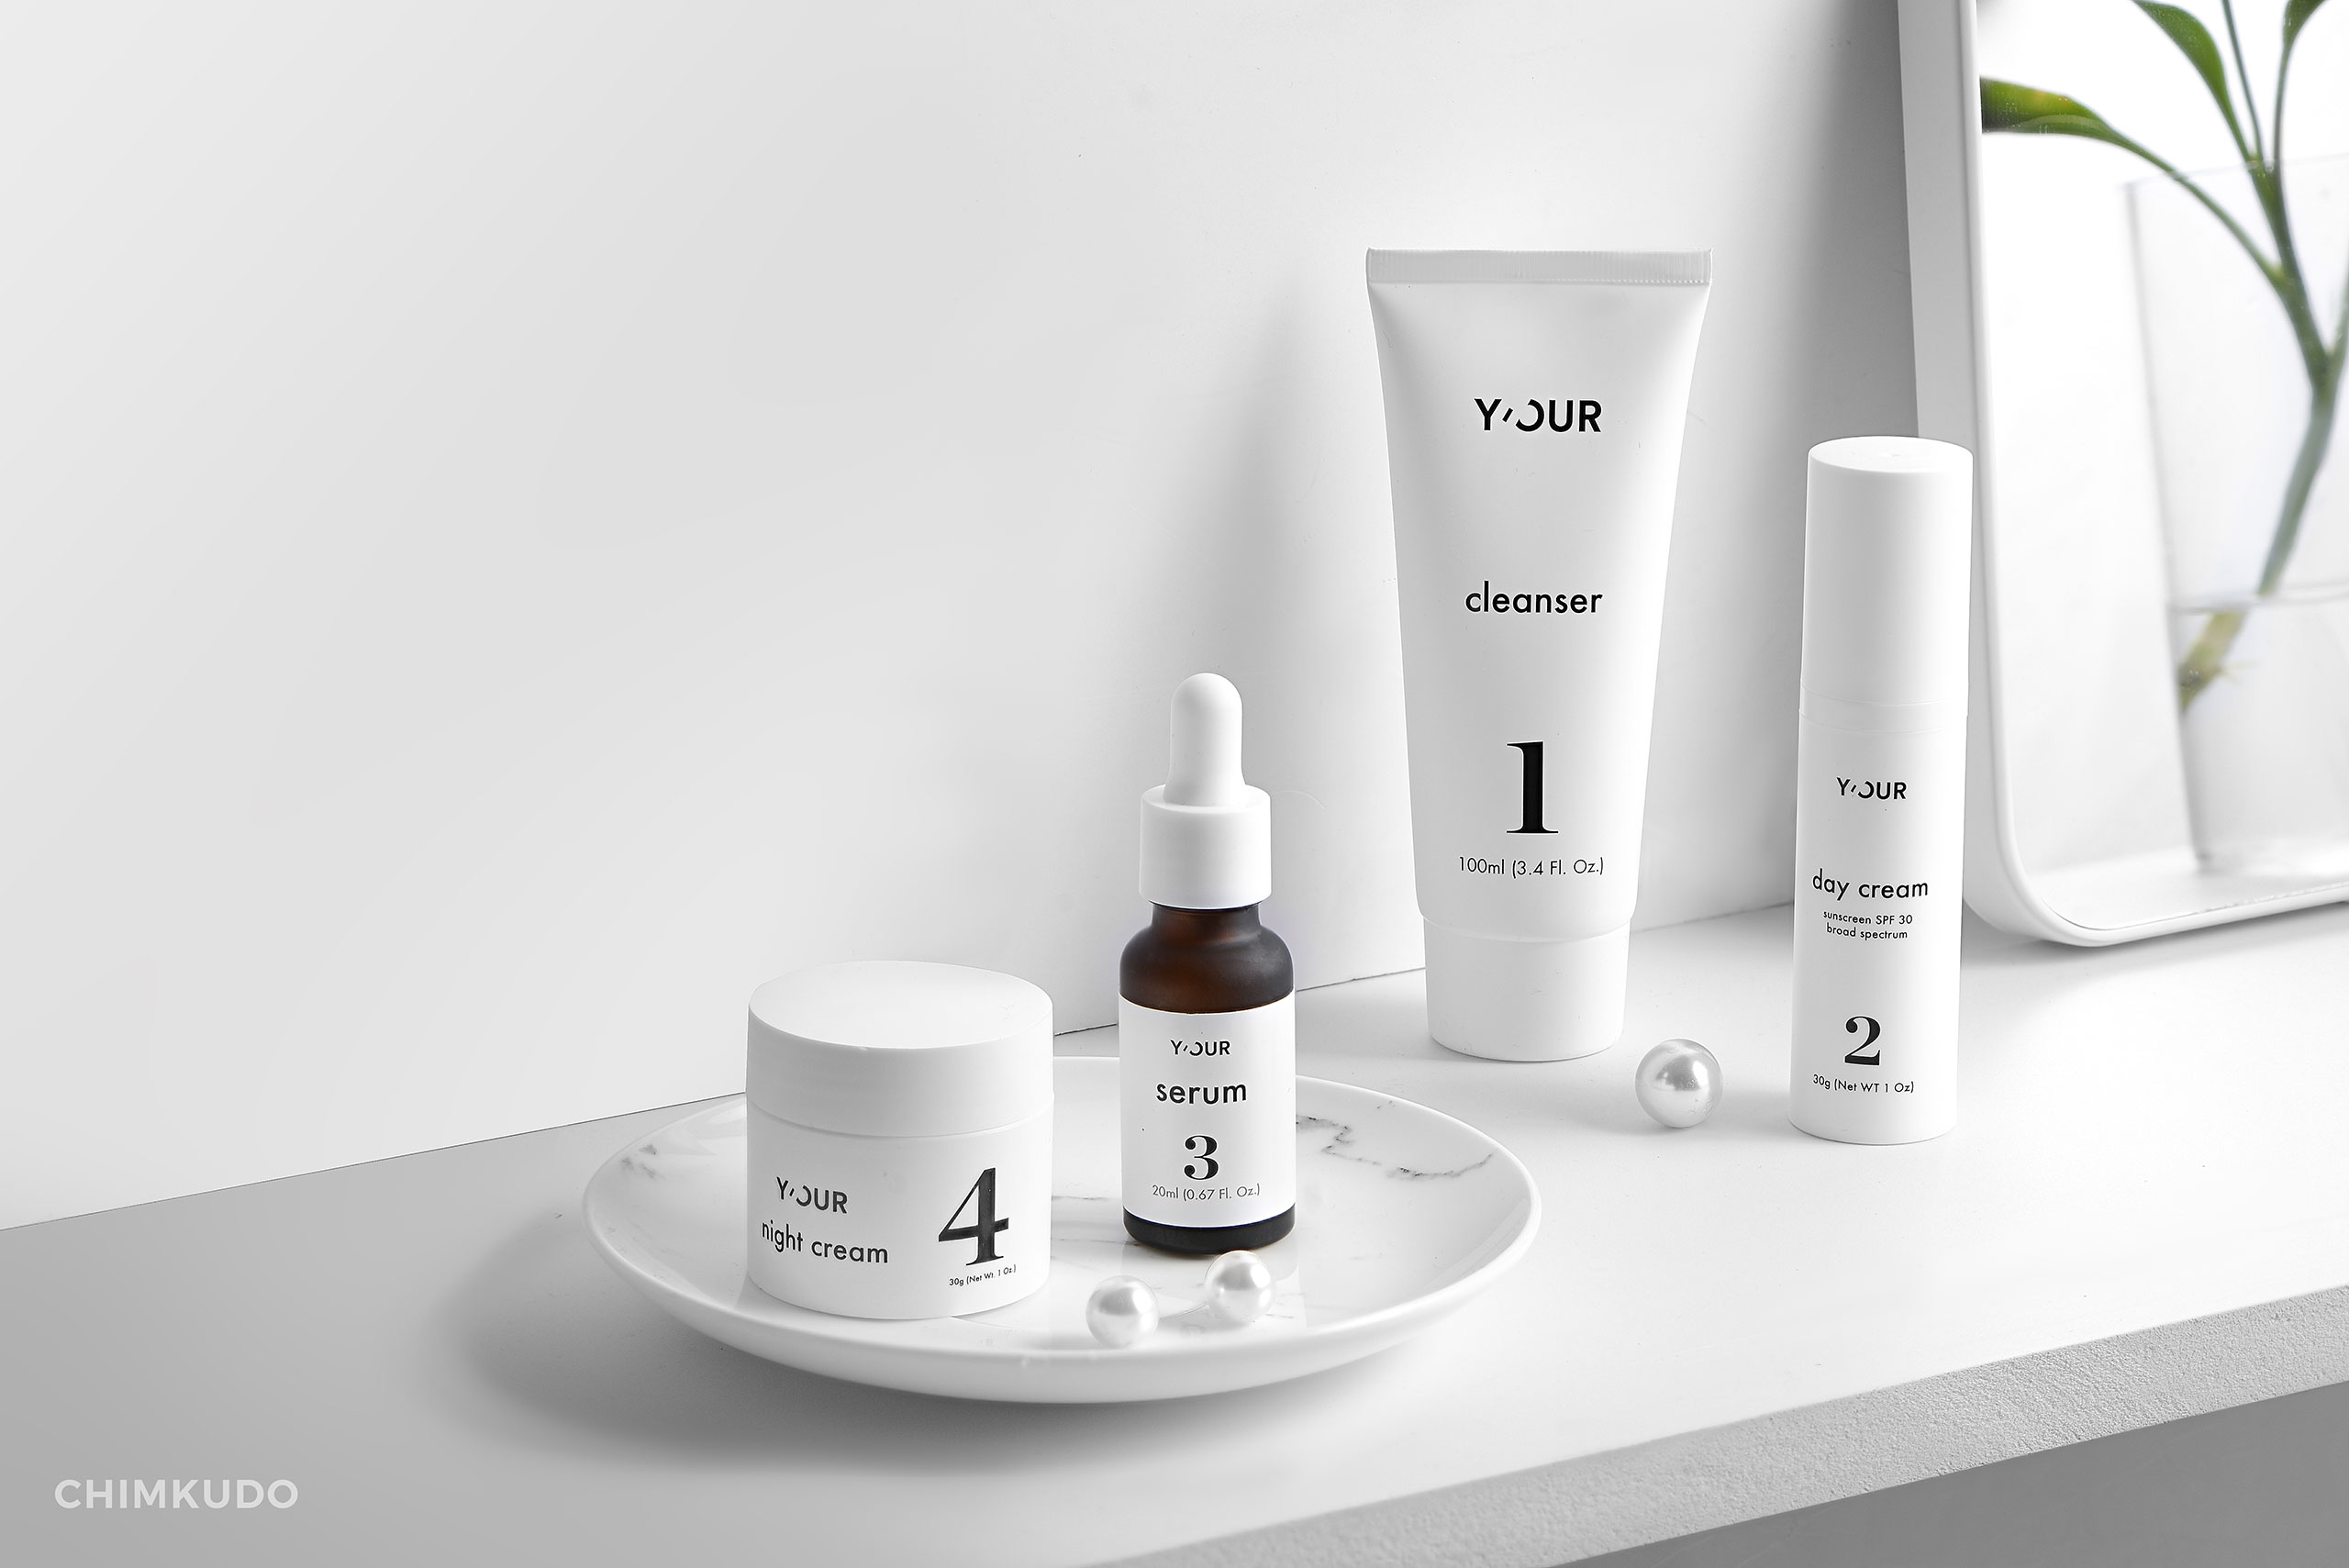 Y/OUR
cleanser
1
100ml (3.4 Fl. Oz.)
Y/OUR
day cream
sunscreen SPF 30
broad spectrum
2
30g (Net WT 1 Oz)
Y/OUR
serum
3
20ml (0.67 Fl. Oz.)
Y/OUR
night cream
4
30g (Net Wt. 1 Oz.)
CHIMKUDO